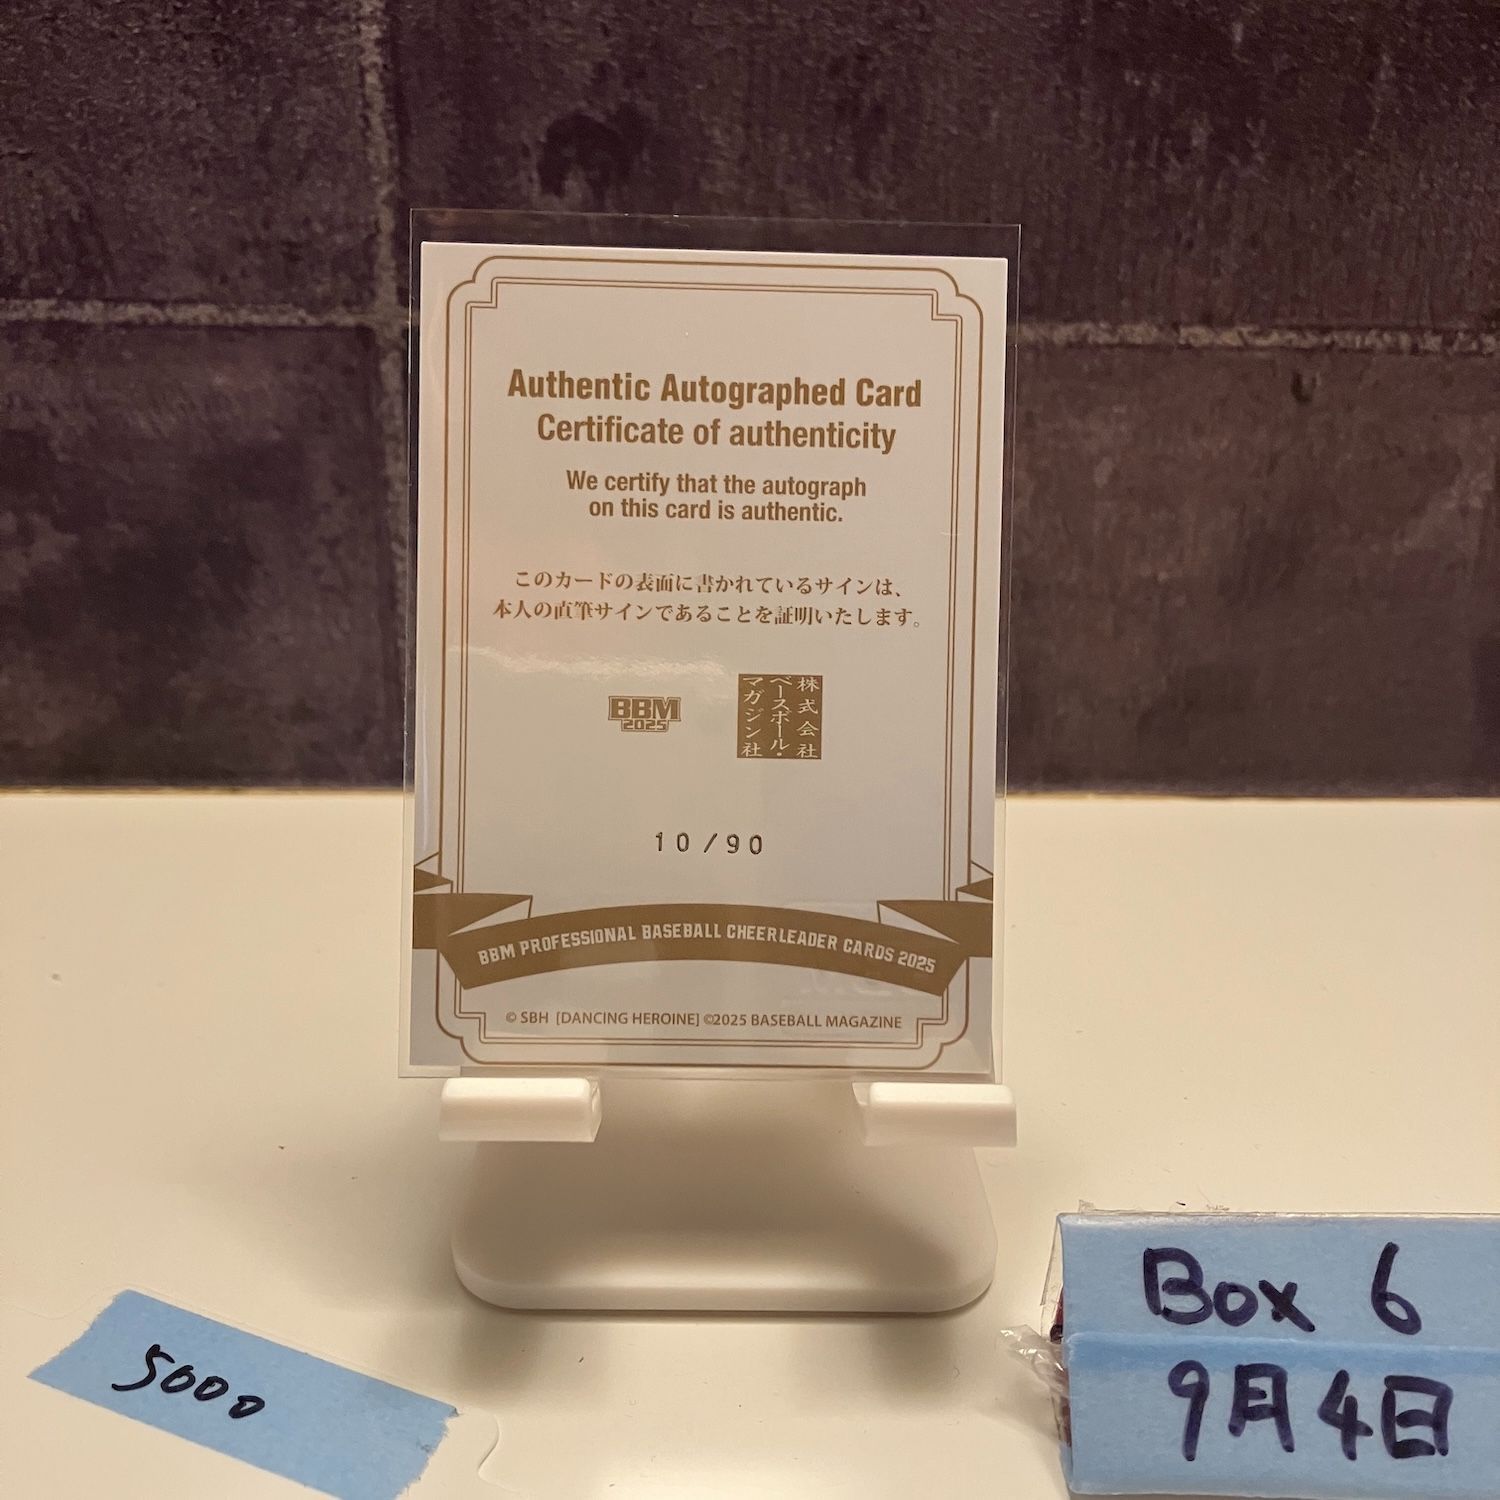 Authentic Autographed Card
Certificate of authenticity
We certify that the autograph
on this card is authentic.
このカードの表面に書かれているサインは、
本人の直筆サインであることを証明いたします。
BBM
2025
株式会社
ベースボール・
マガジン社
10/90
BBM PROFESSIONAL BASEBALL CHEERLEADER CARDS 2025
© SBH [DANCING HEROINE] ©2025 BASEBALL MAGAZINE
5000
Box 6
9月4日